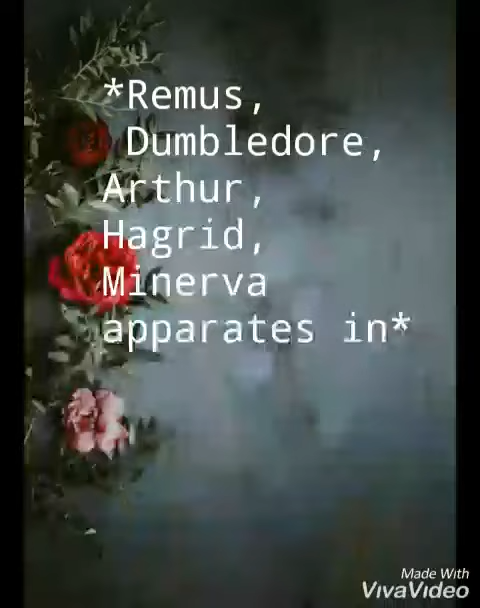 *Remus,
Dumbledore,
Arthur,
Hagrid,
Minerva
apparates in*
Made With
VivaVideo